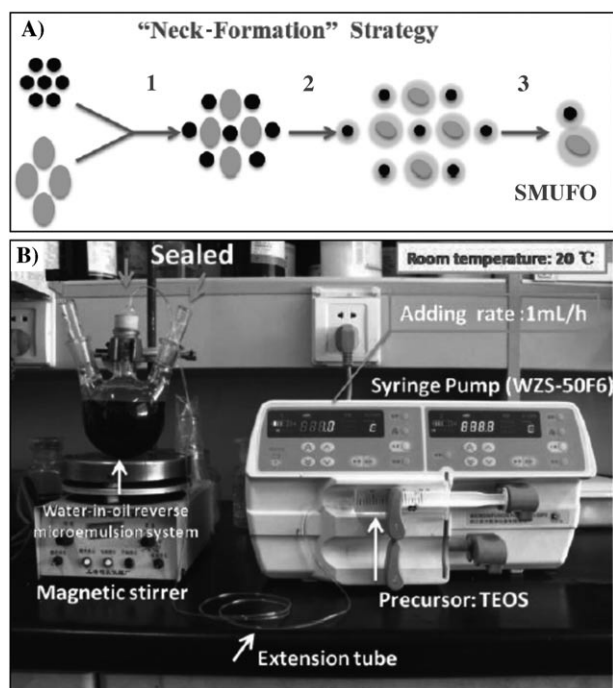 A)
“Neck-Formation” Strategy
1
2
3
SMUFO
B)
Sealed
Room temperature: 20 ℃
Adding rate :1mL/h
Syringe Pump (WZS-50F6)
Water-in-oil reverse
microemulsion system
Magnetic stirrer
Precursor: TEOS
Extension tube